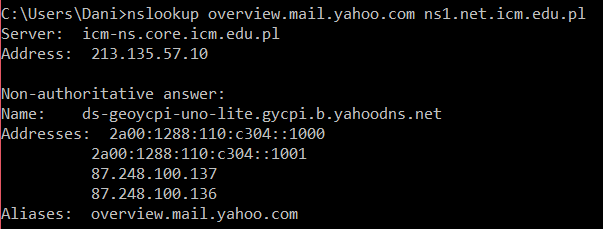 C:\Users\Dani>nslookup overview.mail.yahoo.com ns1.net.icm.edu.pl
Server:  icm-ns.core.icm.edu.pl
Address:  213.135.57.10

Non-authoritative answer:
Name:    ds-geoycpi-uno-lite.gycpi.b.yahoodns.net
Addresses:  2a00:1288:110:c304::1000
          2a00:1288:110:c304::1001
          87.248.100.137
          87.248.100.136
Aliases:  overview.mail.yahoo.com